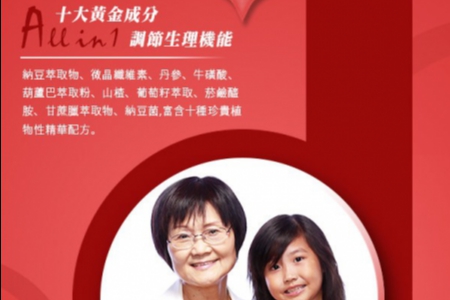 十大黃金成分
All in 1 調節生理機能
納豆萃取物、微晶纖維素、丹參、牛磺酸、
葫蘆巴萃取粉、山楂、葡萄籽萃取、菸鹼醯
胺、甘蔗臘萃取物、納豆菌,富含十種珍貴植
物性精華配方。